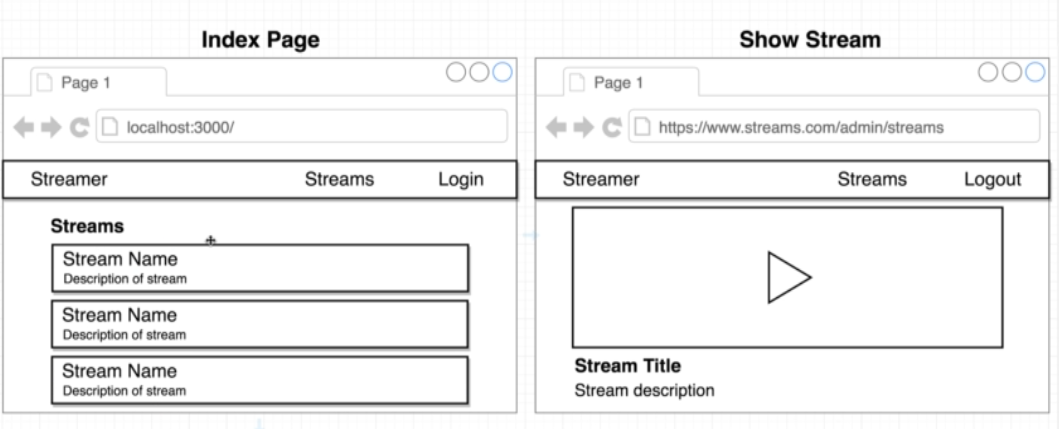 Index Page
Page 1
localhost:3000/
Streamer Streams Login
Streams
Stream Name
Description of stream
Stream Name
Description of stream
Stream Name
Description of stream
Show Stream
Page 1
https://www.streams.com/admin/streams
Streamer Streams Logout
Stream Title
Stream description